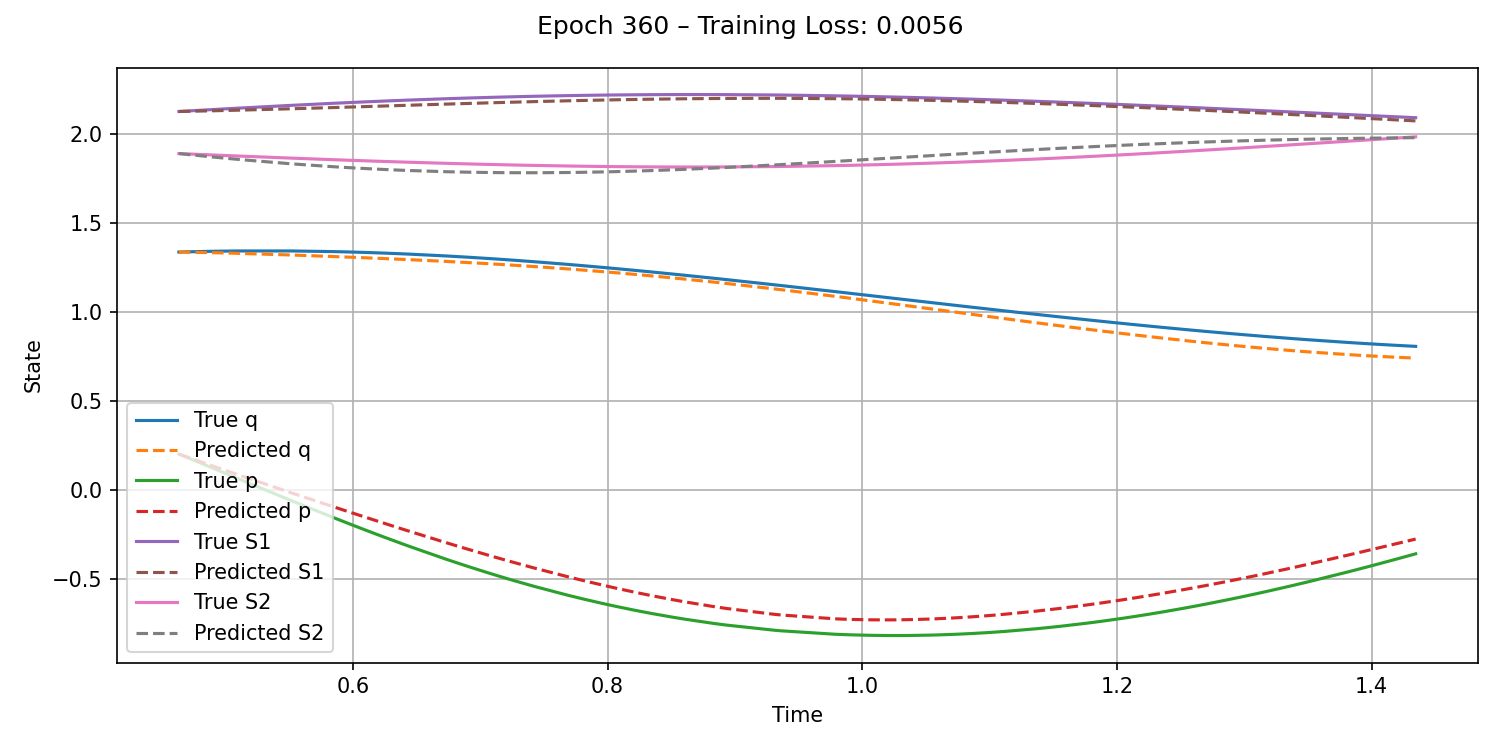 Epoch 360 – Training Loss: 0.0056
2.0
1.5
1.0
0.5
0.0
−0.5
State
True q
Predicted q
True p
Predicted p
True S1
Predicted S1
True S2
Predicted S2
0.6 0.8 1.0 1.2 1.4
Time